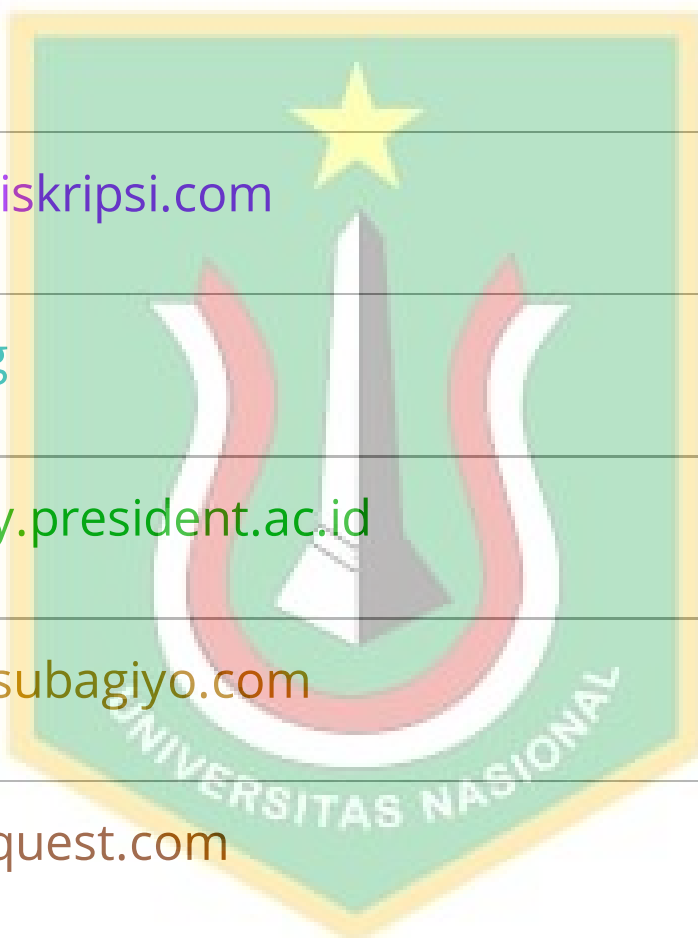 iskripsi.com
g
y.president.ac.id
subagiyo.com
quest.com
UNIVERSITAS NASIONAL